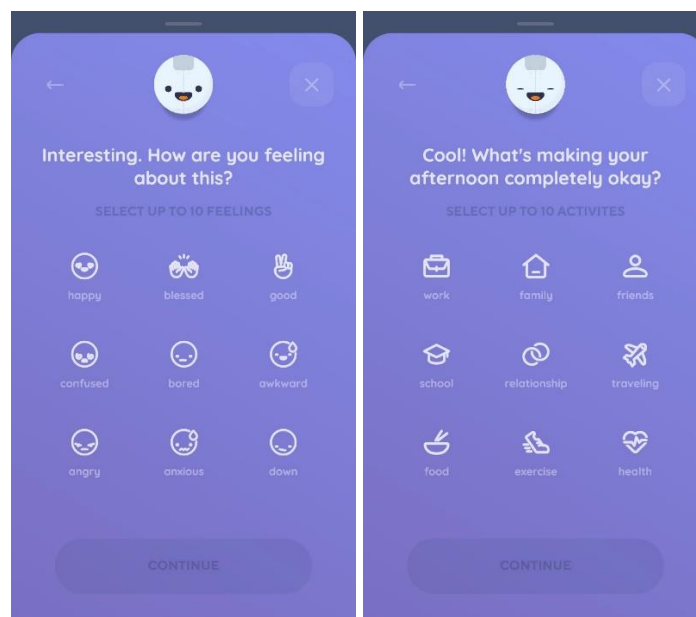 Interesting. How are you feeling
about this?
SELECT UP TO 10 FEELINGS
happy blessed good
confused bored awkward
angry anxious down
CONTINUE
Cool! What's making your
afternoon completely okay?
SELECT UP TO 10 ACTIVITES
work family friends
school relationship traveling
food exercise health
CONTINUE